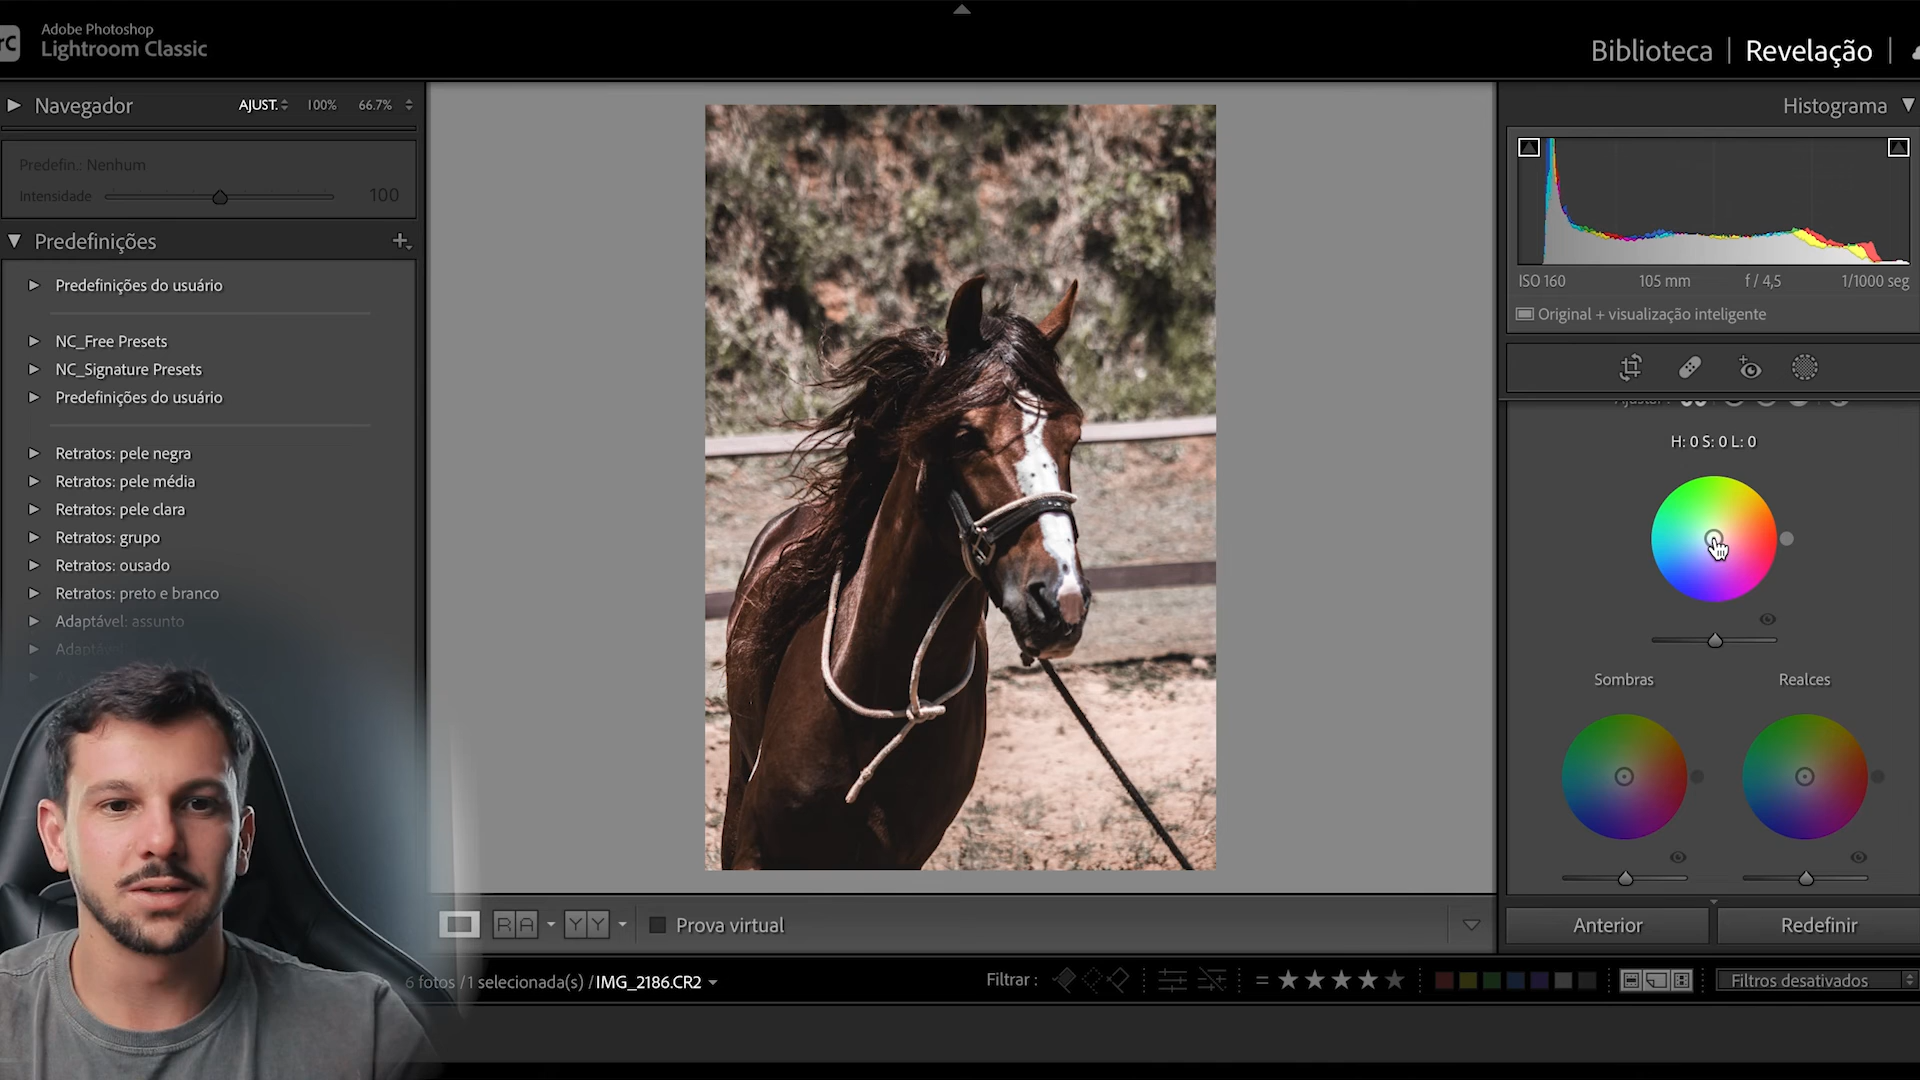 rC
Adobe Photoshop
Lightroom Classic
Biblioteca | Revelação |
Navegador
AJUST.
100%
66.7%
Histograma
Predefin.: Nenhum
Intensidade
100
ISO 160
105 mm
f / 4,5
1/1000 seg
Original + visualização inteligente
Predefinições
Predefinições do usuário
NC_Free Presets
NC_Signature Presets
Predefinições do usuário
Retratos: pele negra
Retratos: pele média
Retratos: pele clara
Retratos: grupo
Retratos: ousado
Retratos: preto e branco
Adaptável: assunto
H: 0 S: 0 L: 0
Sombras
Realces
R A
Y Y
Prova virtual
Anterior
Redefinir
6 fotos /1 selecionada(s) /IMG_2186.CR2
Filtrar :
Filtros desativados